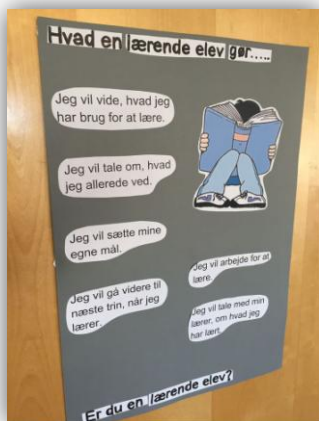 Hvad en lærende elev gør.....
Jeg vil vide, hvad jeg
har brug for at lære.
Jeg vil tale om, hvad
jeg allerede ved.
Jeg vil sætte mine
egne mål.
Jeg vil gå videre til
næste trin, når jeg
lærer.
Jeg vil arbejde for at
lære.
Jeg vil tale med min
lærer, om hvad jeg
har lært.
Er du en lærende elev?